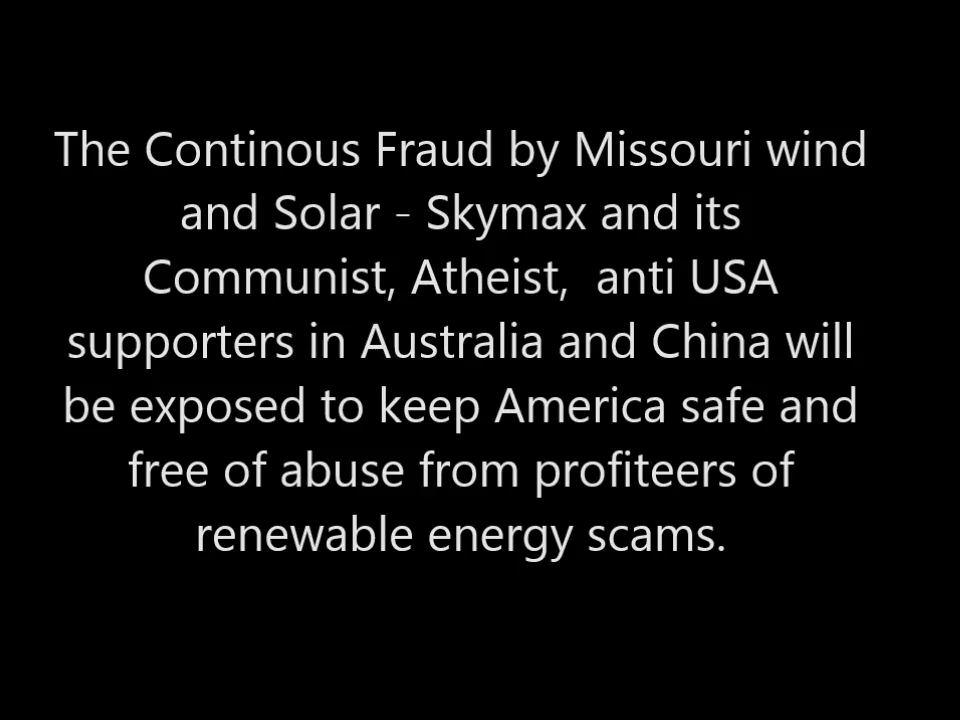 The Continous Fraud by Missouri wind
and Solar - Skymax and its
Communist, Atheist,  anti USA
supporters in Australia and China will
be exposed to keep America safe and
free of abuse from profiteers of
renewable energy scams.